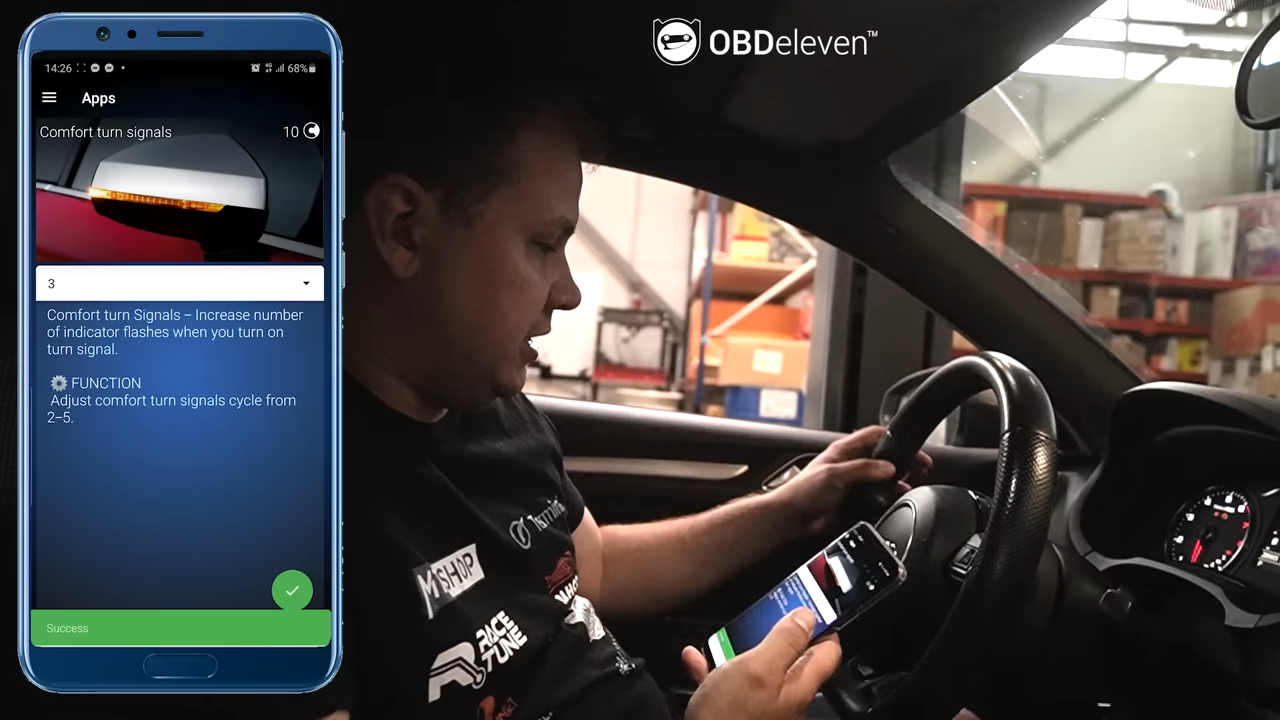 OBDeleven™
14:26
68%
Apps
Comfort turn signals
10
3
Comfort turn Signals – Increase number
of indicator flashes when you turn on
turn signal.
FUNCTION
Adjust comfort turn signals cycle from
2–5.
Success
M SHOP
RACE
TUNE